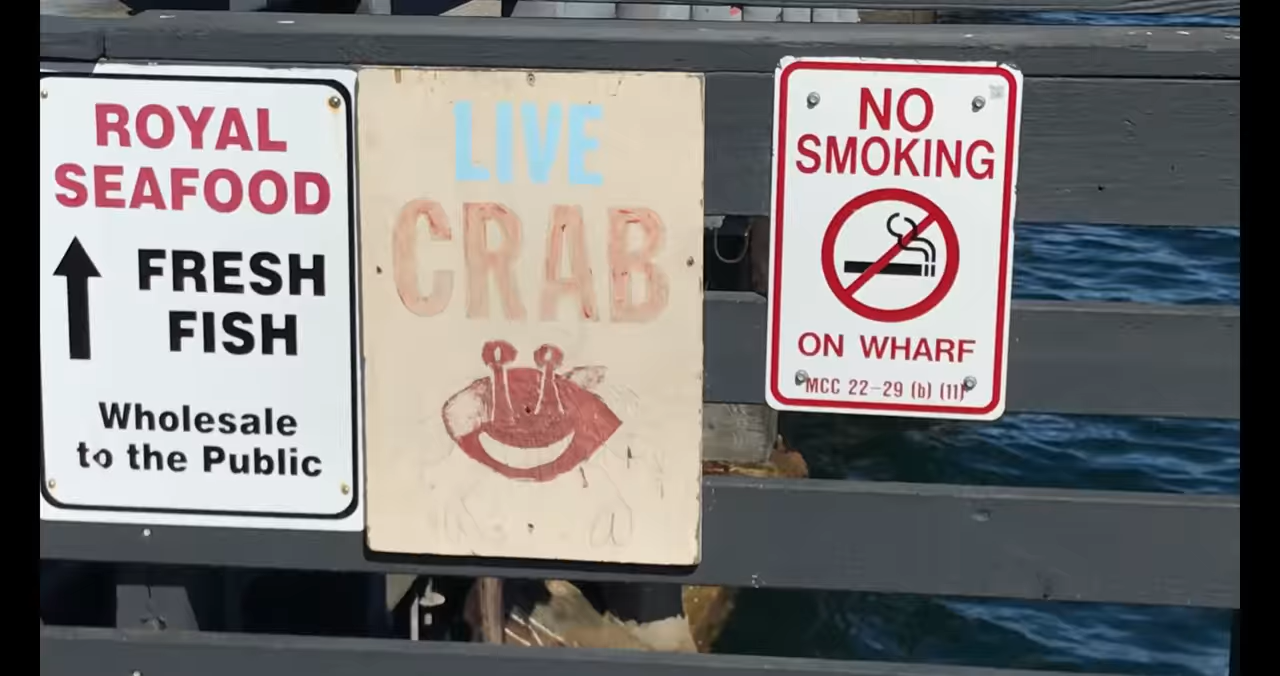 ROYAL
SEAFOOD
FRESH
FISH
Wholesale
to the Public
LIVE
CRAB
NO
SMOKING
ON WHARF
MCC 22-29 (b) (11)